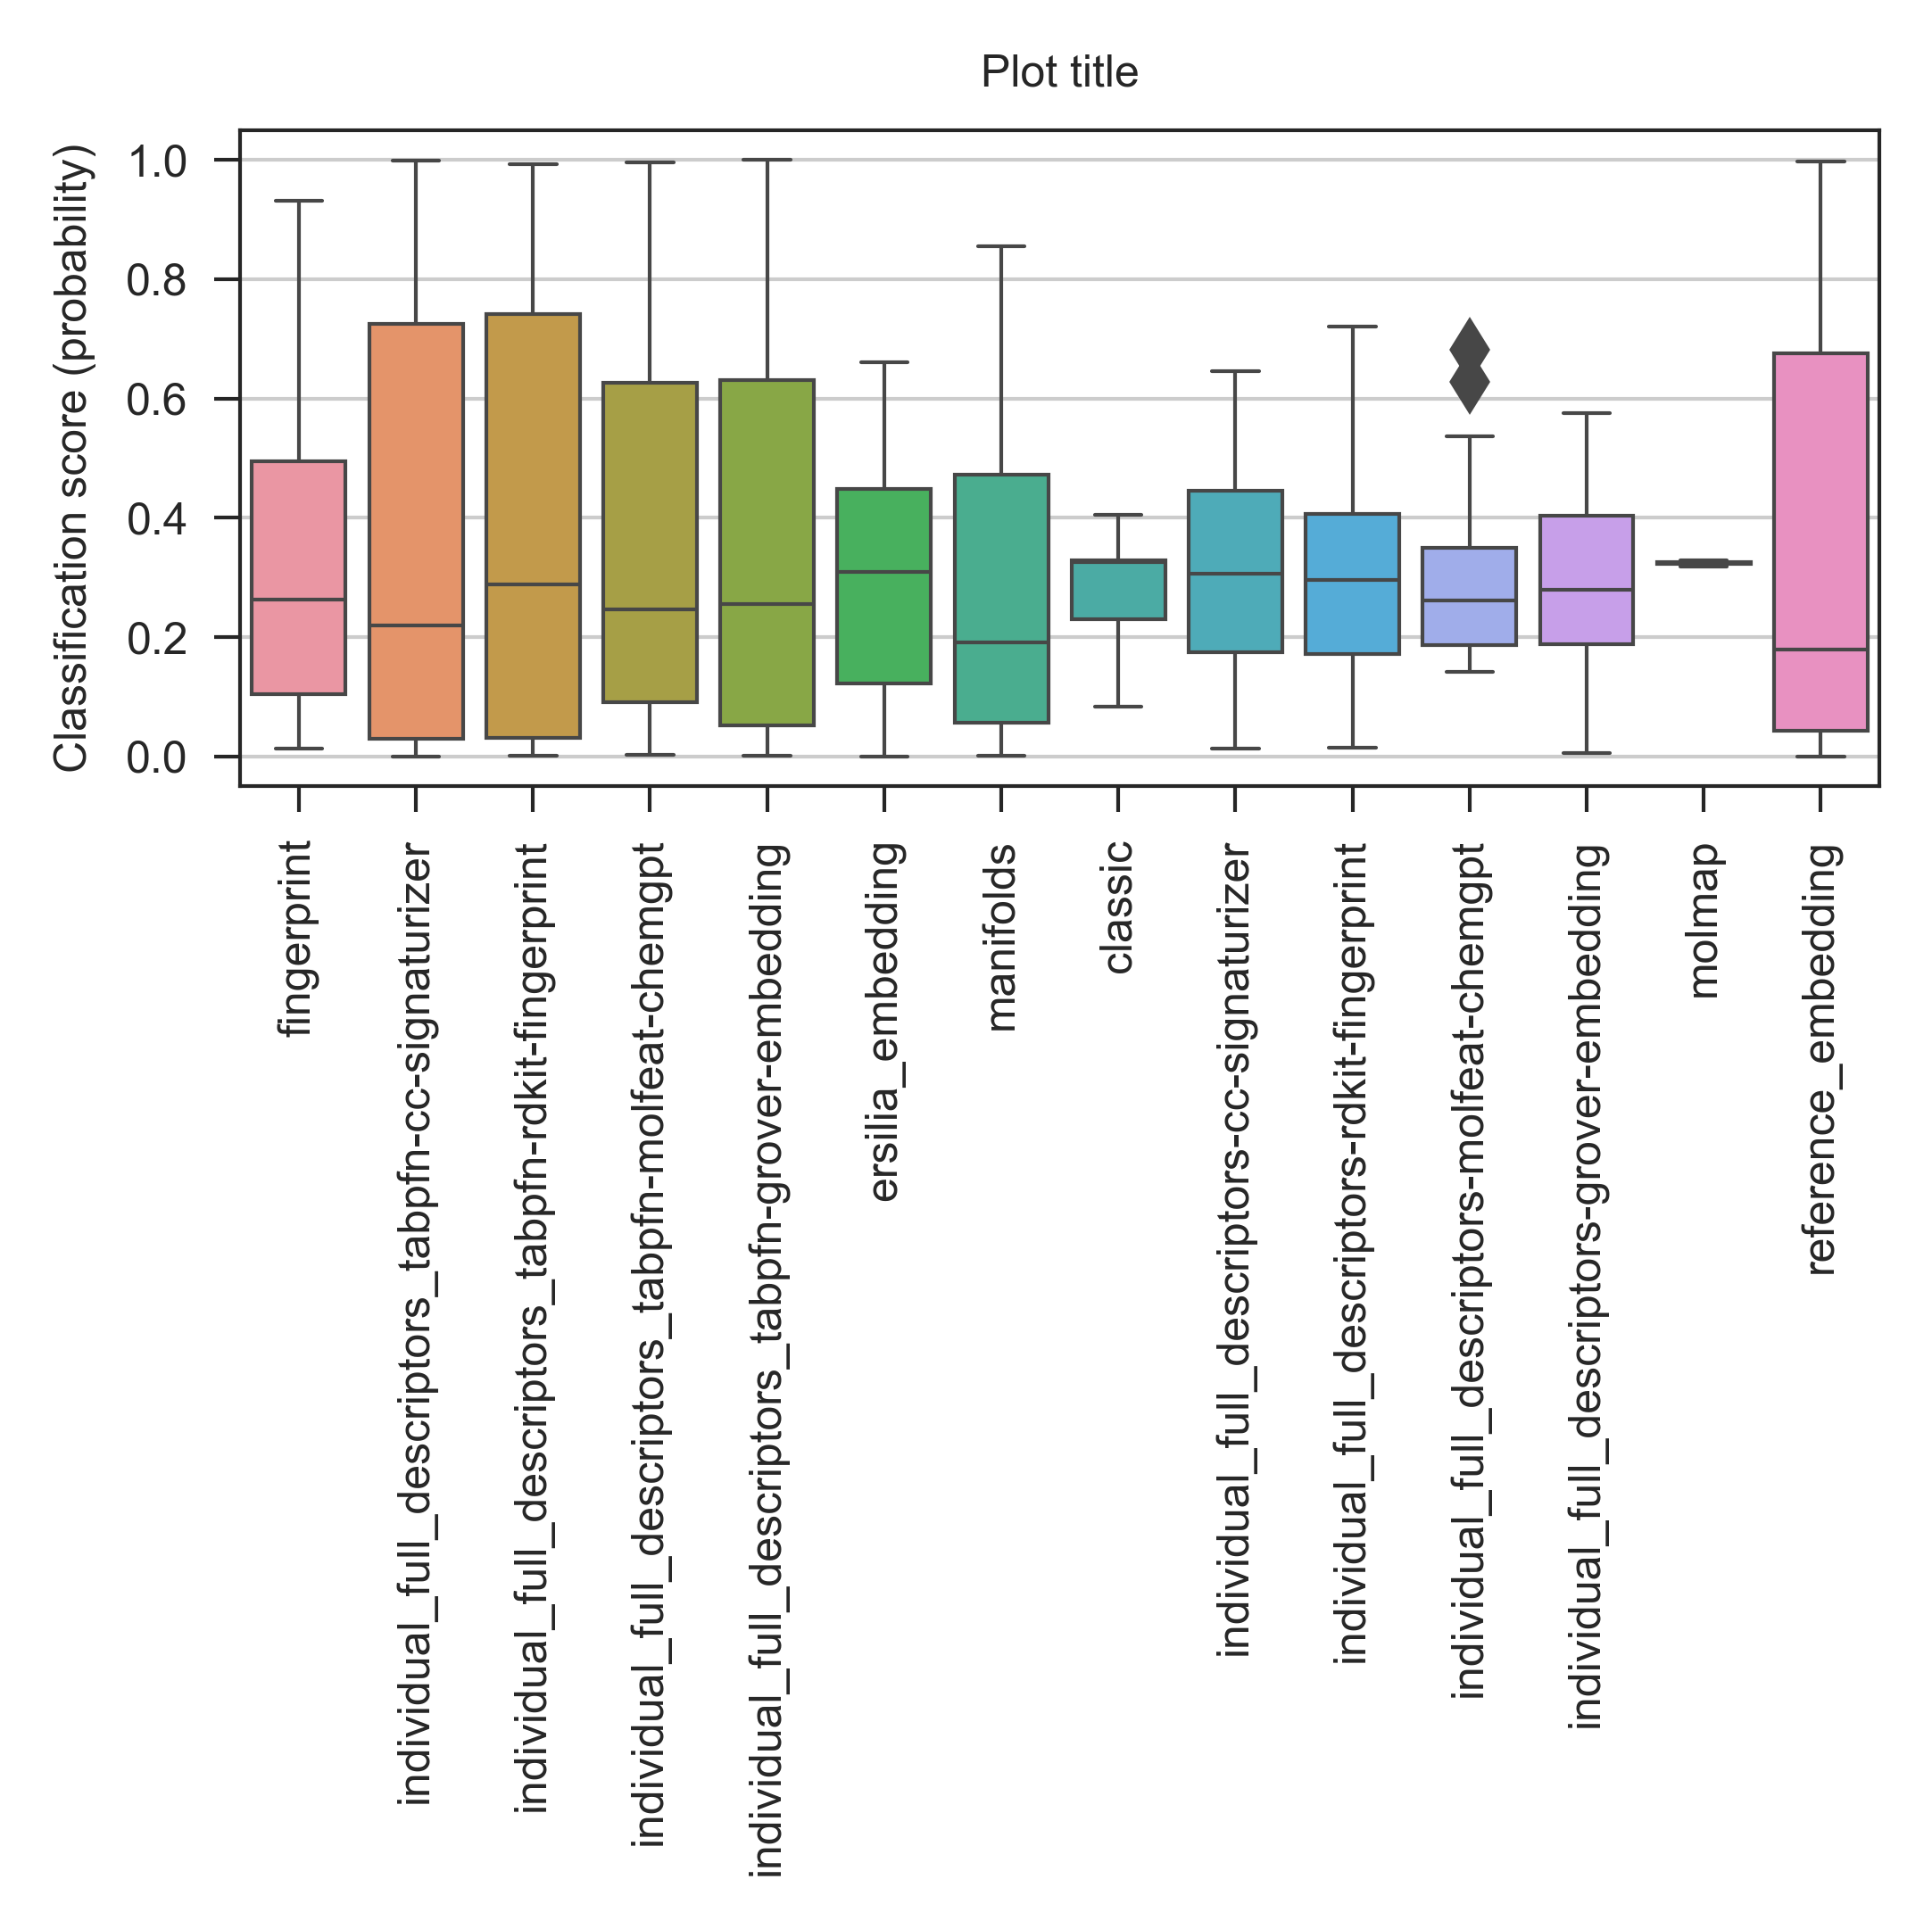 Plot title
Classification score (probability)
1.0
0.8
0.6
0.4
0.2
0.0
fingerprint
individual_full_descriptors_tabpfn-cc-signaturizer
individual_full_descriptors_tabpfn-rdkit-fingerprint
individual_full_descriptors_tabpfn-molfeat-chemgpt
individual_full_descriptors_tabpfn-grover-embedding
ersilia_embedding
manifolds
classic
individual_full_descriptors-cc-signaturizer
individual_full_descriptors-rdkit-fingerprint
individual_full_descriptors-molfeat-chemgpt
individual_full_descriptors-grover-embedding
molmap
reference_embedding